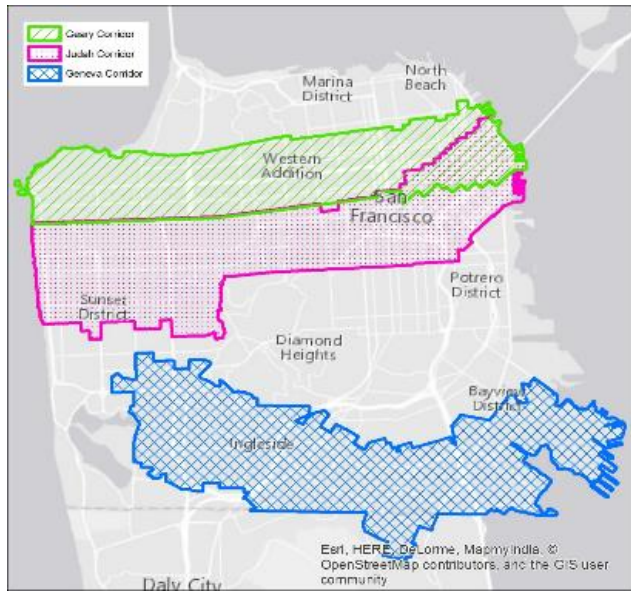 Geary Corridor
Judah Corridor
Geneva Corridor
North
Beach
Marina
District
Western
Addition
San
Francisco
Potrero
District
Sunset
District
Diamond
Heights
Bayview
District
Ingleside
Esri, HERE, DeLorme, MapmyIndia, ©
OpenStreetMap contributors, and the GIS user
community
Daly City